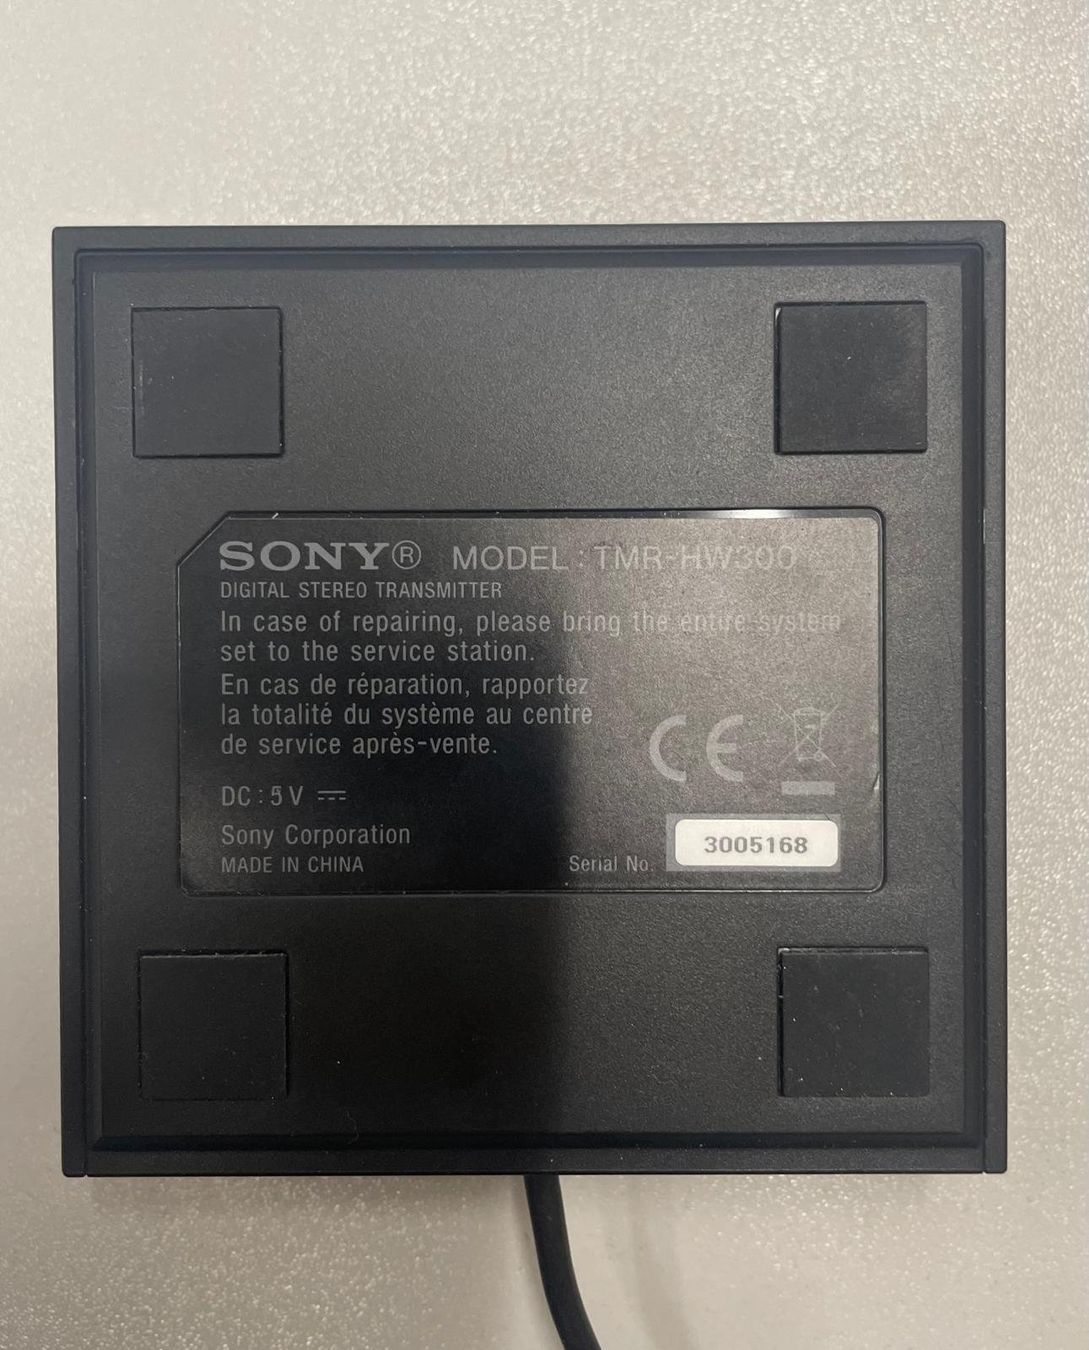 SONY® MODEL : TMR-HW300
DIGITAL STEREO TRANSMITTER
In case of repairing, please bring the entire system
set to the service station.
En cas de réparation, rapportez
la totalité du système au centre
de service après-vente.
CE
DC : 5 V ⎓
Sony Corporation
MADE IN CHINA
Serial No. 3005168